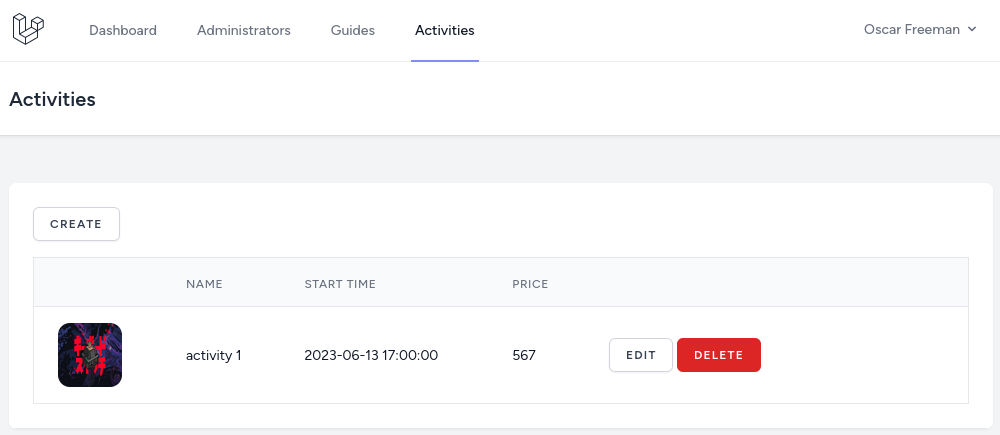 Dashboard Administrators Guides Activities Oscar Freeman
Activities
CREATE
NAME START TIME PRICE
activity 1 2023-06-13 17:00:00 567 EDIT DELETE